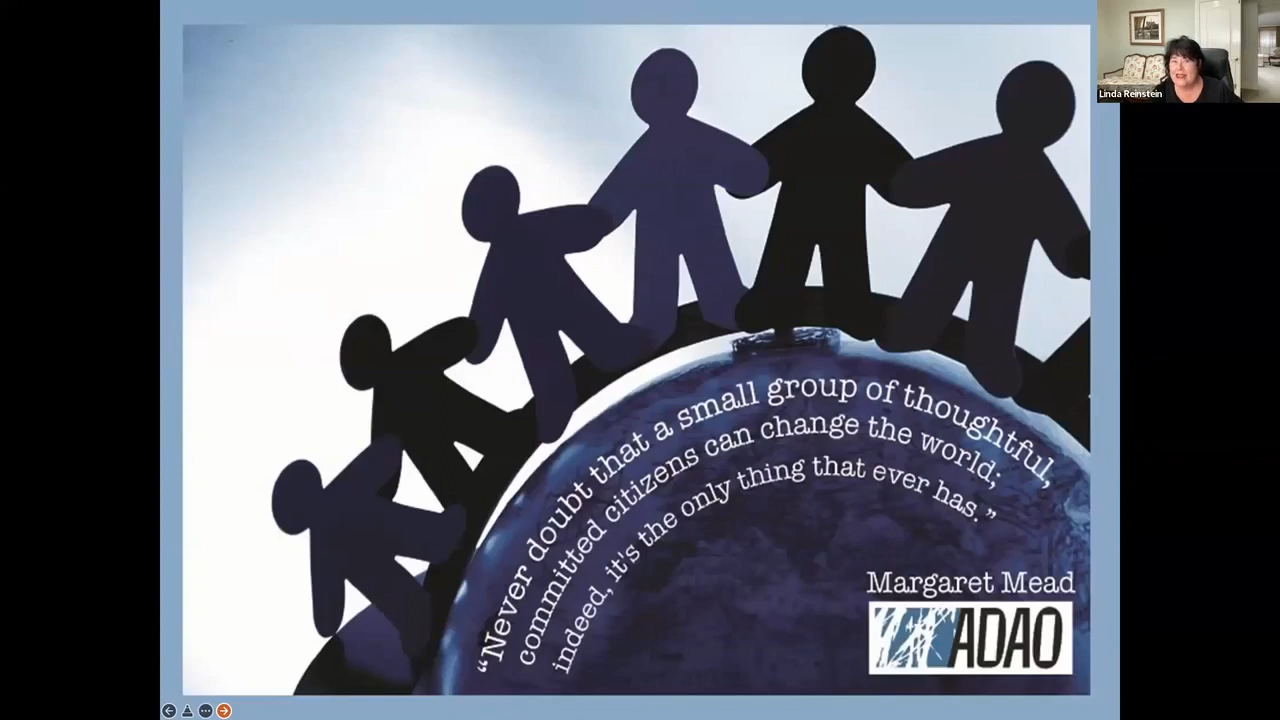 Linda Reinstein
“Never doubt that a small group of thoughtful,
committed citizens can change the world;
indeed, it's the only thing that ever has.”
Margaret Mead
ADAO